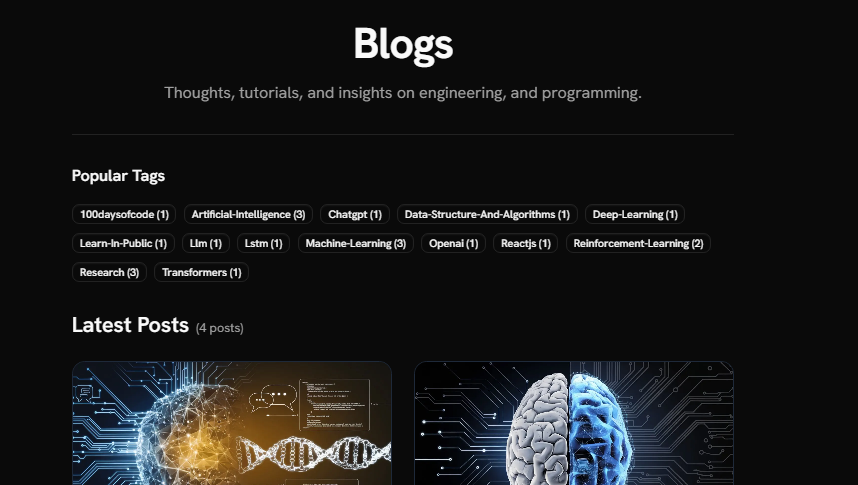 Blogs
Thoughts, tutorials, and insights on engineering, and programming.
Popular Tags
100daysofcode (1) Artificial-Intelligence (3) Chatgpt (1) Data-Structure-And-Algorithms (1) Deep-Learning (1)
Learn-In-Public (1) Llm (1) Lstm (1) Machine-Learning (3) Openai (1) Reactjs (1) Reinforcement-Learning (2)
Research (3) Transformers (1)
Latest Posts (4 posts)